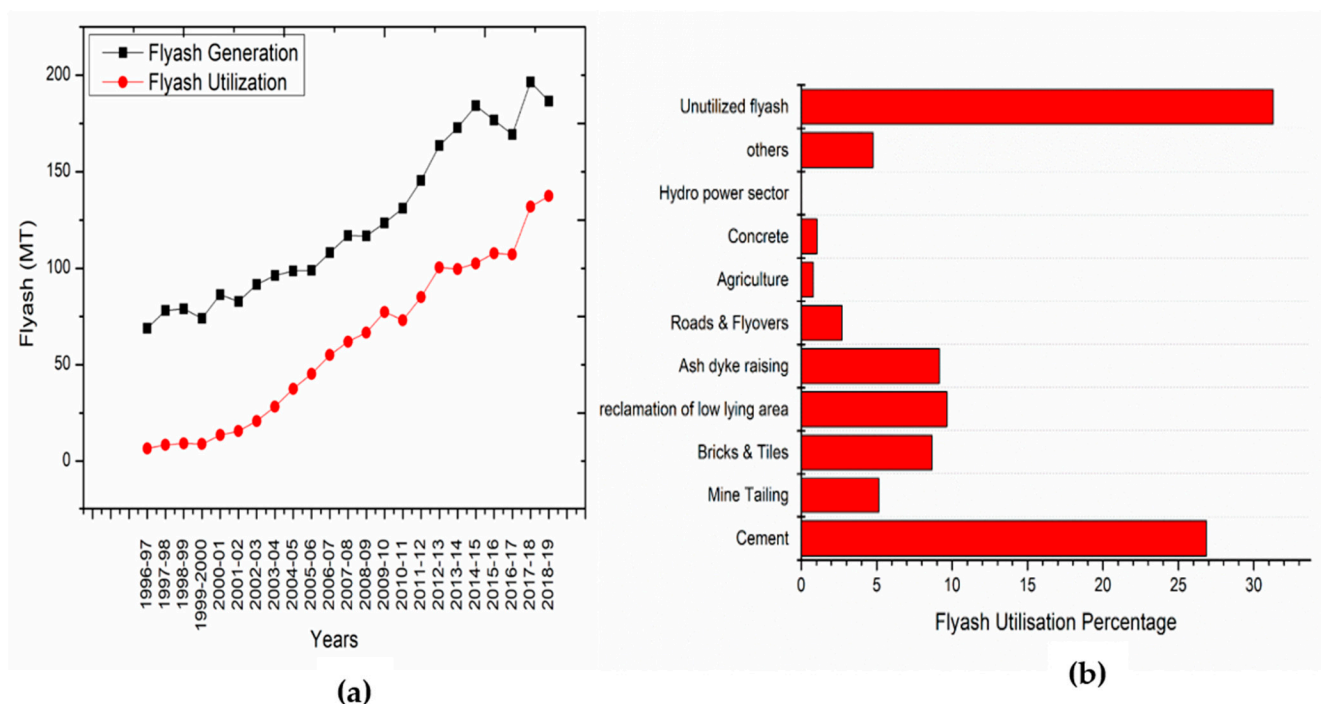 Flyash Generation
Flyash Utilization
Flyash (MT)
200
150
100
50
0
1996-97
1997-98
1998-99
1999-2000
2000-01
2001-02
2002-03
2003-04
2004-05
2005-06
2006-07
2007-08
2008-09
2009-10
2010-11
2011-12
2012-13
2013-14
2014-15
2015-16
2016-17
2017-18
2018-19
Years
(a)
Unutilized flyash
others
Hydro power sector
Concrete
Agriculture
Roads & Flyovers
Ash dyke raising
reclamation of low lying area
Bricks & Tiles
Mine Tailing
Cement
0 5 10 15 20 25 30
Flyash Utilisation Percentage
(b)